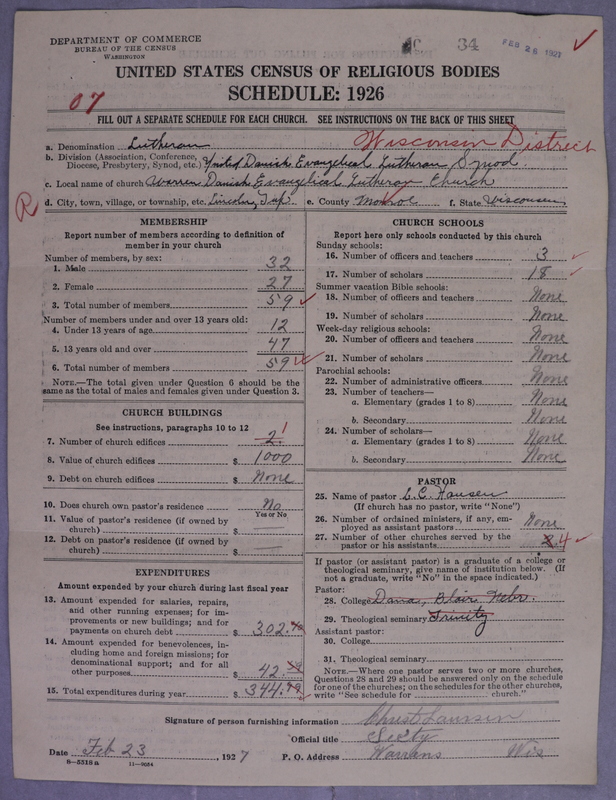 DEPARTMENT OF COMMERCE
BUREAU OF THE CENSUS
WASHINGTON
34
FEB 28 1927
UNITED STATES CENSUS OF RELIGIOUS BODIES
SCHEDULE: 1926
07
FILL OUT A SEPARATE SCHEDULE FOR EACH CHURCH. SEE INSTRUCTIONS ON THE BACK OF THIS SHEET
Wisconsin District
a. Denomination Lutheran
b. Division (Association, Conference, Diocese, Presbytery, Synod, etc.) United Danish Evangelical Lutheran Synod
c. Local name of church Warren Danish Evangelical Lutheran Church
R
d. City, town, village, or township, etc. Lincoln Twp. e. County Monroe f. State Wisconsin
MEMBERSHIP
Report number of members according to definition of
member in your church
Number of members, by sex:
1. Male 32
2. Female 27
3. Total number of members 59
Number of members under and over 13 years old:
4. Under 13 years of age 12
5. 13 years old and over 47
6. Total number of members 59
NOTE.—The total given under Question 6 should be the
same as the total of males and females given under Question 3.
CHURCH BUILDINGS
See instructions, paragraphs 10 to 12
7. Number of church edifices 2 1
8. Value of church edifices $ 1000
9. Debt on church edifices $ None
10. Does church own pastor's residence No
Yes or No
11. Value of pastor's residence (if owned by
church) $
12. Debt on pastor's residence (if owned by
church) $ —
EXPENDITURES
Amount expended by your church during last fiscal year
13. Amount expended for salaries, repairs,
and other running expenses; for im-
provements or new buildings; and for
payments on church debt $ 302.
14. Amount expended for benevolences, in-
cluding home and foreign missions; for
denominational support; and for all
other purposes $ 42.
15. Total expenditures during year $ 344.
CHURCH SCHOOLS
Report here only schools conducted by this church
Sunday schools:
16. Number of officers and teachers 3
17. Number of scholars 18
Summer vacation Bible schools:
18. Number of officers and teachers None
19. Number of scholars None
Week-day religious schools:
20. Number of officers and teachers None
21. Number of scholars None
Parochial schools:
22. Number of administrative officers None
23. Number of teachers—
a. Elementary (grades 1 to 8) None
b. Secondary None
24. Number of scholars—
a. Elementary (grades 1 to 8) None
b. Secondary None
PASTOR
25. Name of pastor L. C. Hansen
(If church has no pastor, write "None")
26. Number of ordained ministers, if any, em-
ployed as assistant pastors None
27. Number of other churches served by the
pastor or his assistants 4
If pastor (or assistant pastor) is a graduate of a college or
theological seminary, give name of institution below. (If
not a graduate, write "No" in the space indicated.)
Pastor:
28. College Dana, Blair, Nebr.
29. Theological seminary Trinity
Assistant pastor:
30. College
31. Theological seminary
NOTE.—Where one pastor serves two or more churches,
Questions 28 and 29 should be answered only on the schedule
for one of the churches; on the schedules for the other churches,
write "See schedule for church."
Signature of person furnishing information Christ Laursen
Official title Secty
Date Feb 23, 1927 P. O. Address Warrens Wis
8—5518 a 11—9064